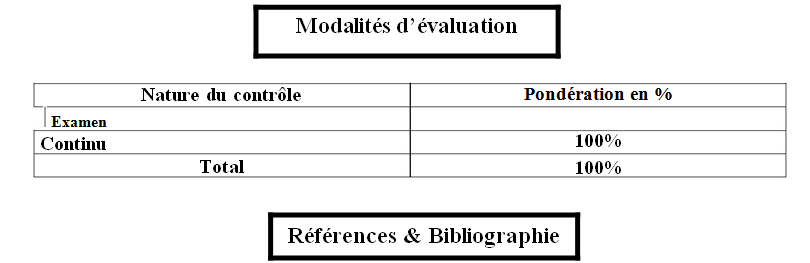 Modalités d’évaluation
Nature du contrôle Pondération en %
Examen
Continu 100%
Total 100%
Références & Bibliographie